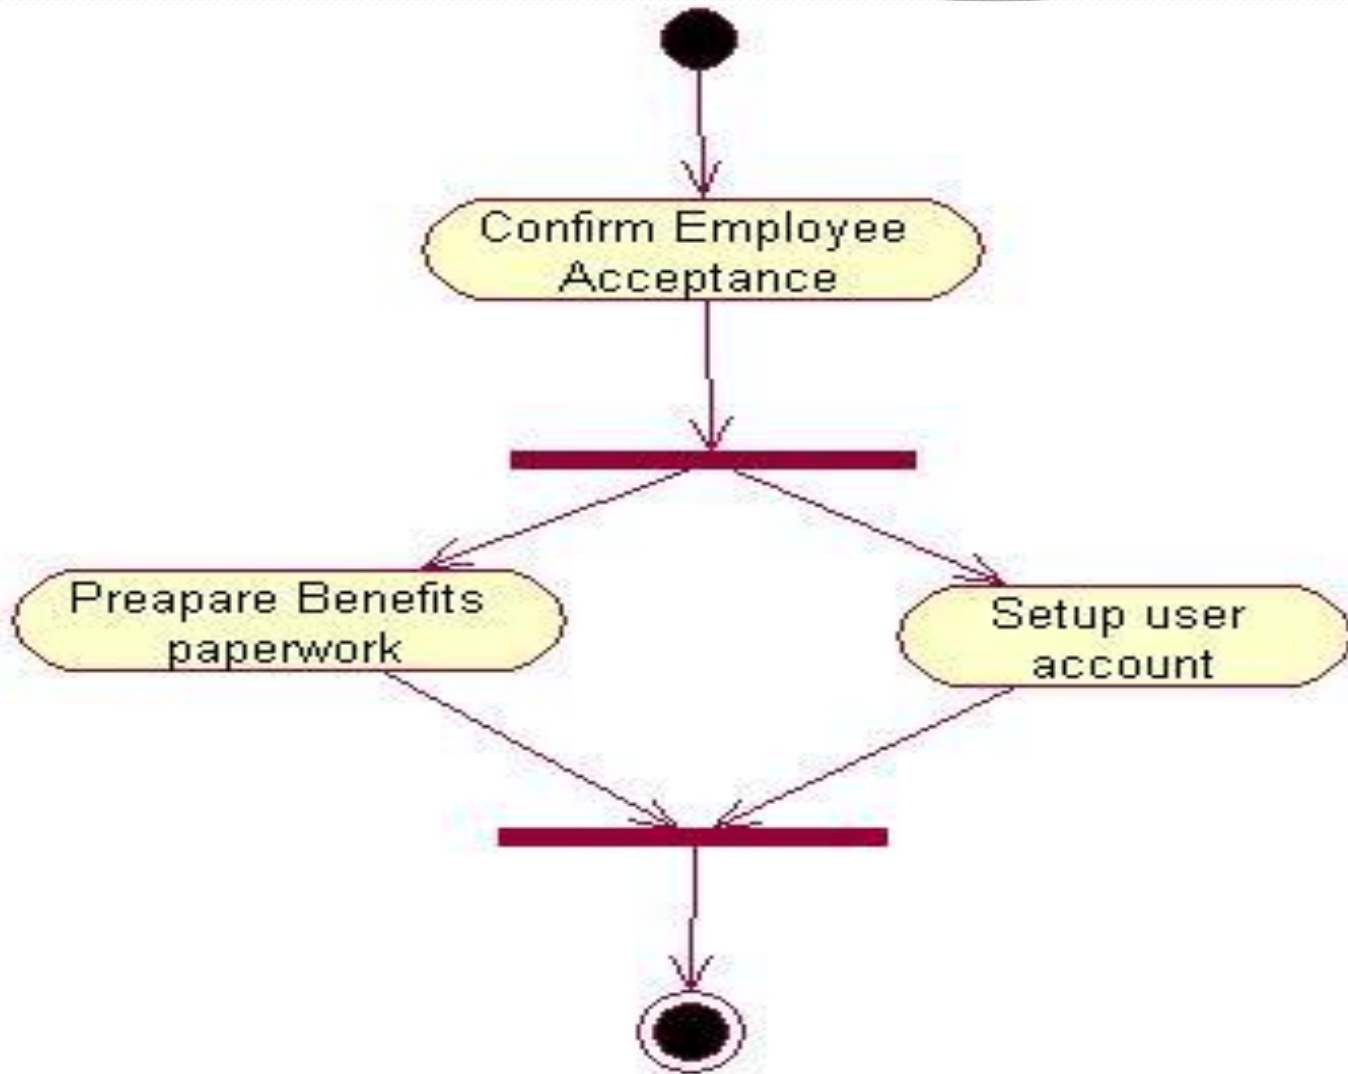 Confirm Employee
Acceptance
Preapare Benefits
paperwork
Setup user
account